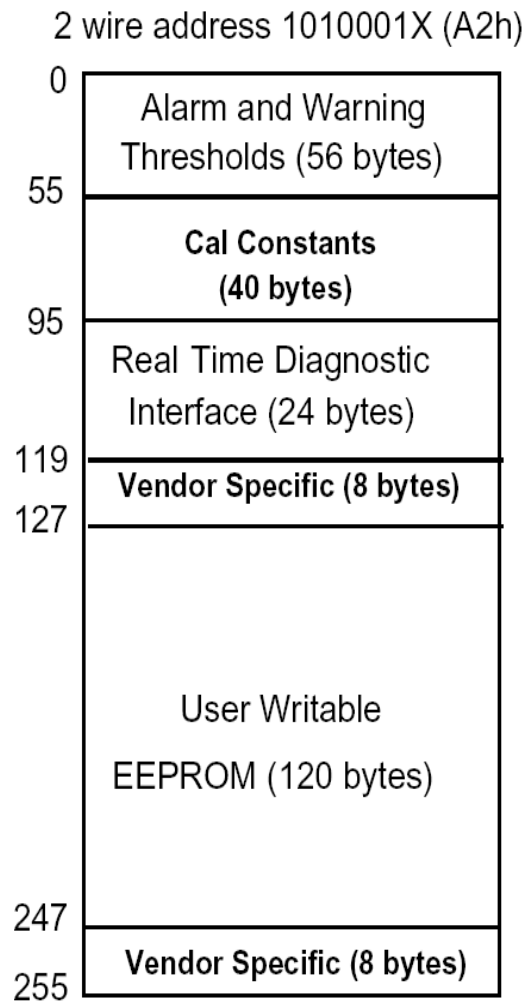 2 wire address 1010001X (A2h)
0
Alarm and Warning
Thresholds (56 bytes)
55
Cal Constants
(40 bytes)
95
Real Time Diagnostic
Interface (24 bytes)
119
Vendor Specific (8 bytes)
127
User Writable
EEPROM (120 bytes)
247
Vendor Specific (8 bytes)
255